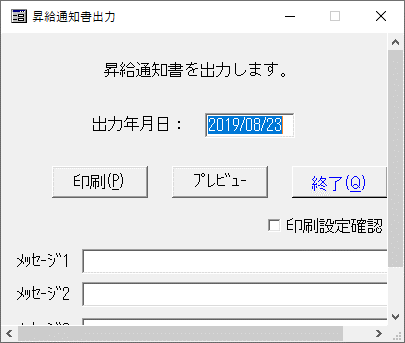 昇給通知書出力
昇給通知書を出力します。
出力年月日： 2019/08/23
印刷(P) ﾌﾟﾚﾋﾞｭｰ 終了(Q)
印刷設定確認
ﾒｯｾｰｼﾞ1
ﾒｯｾｰｼﾞ2